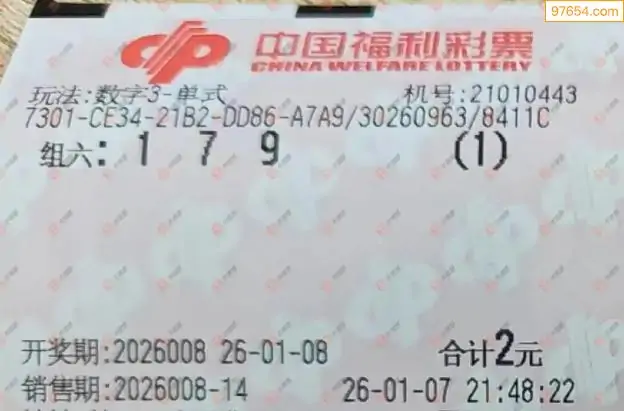 97654.com
中国福利彩票
CHINA WELFARE LOTTERY
玩法:数字3-单式 机号:21010443
7301-CE34-21B2-DD86-A7A9/30260963/8411C
组六: 1 7 9 (1)
开奖期:2026008 26-01-08 合计2元
销售期:2026008-14 26-01-07 21:48:22